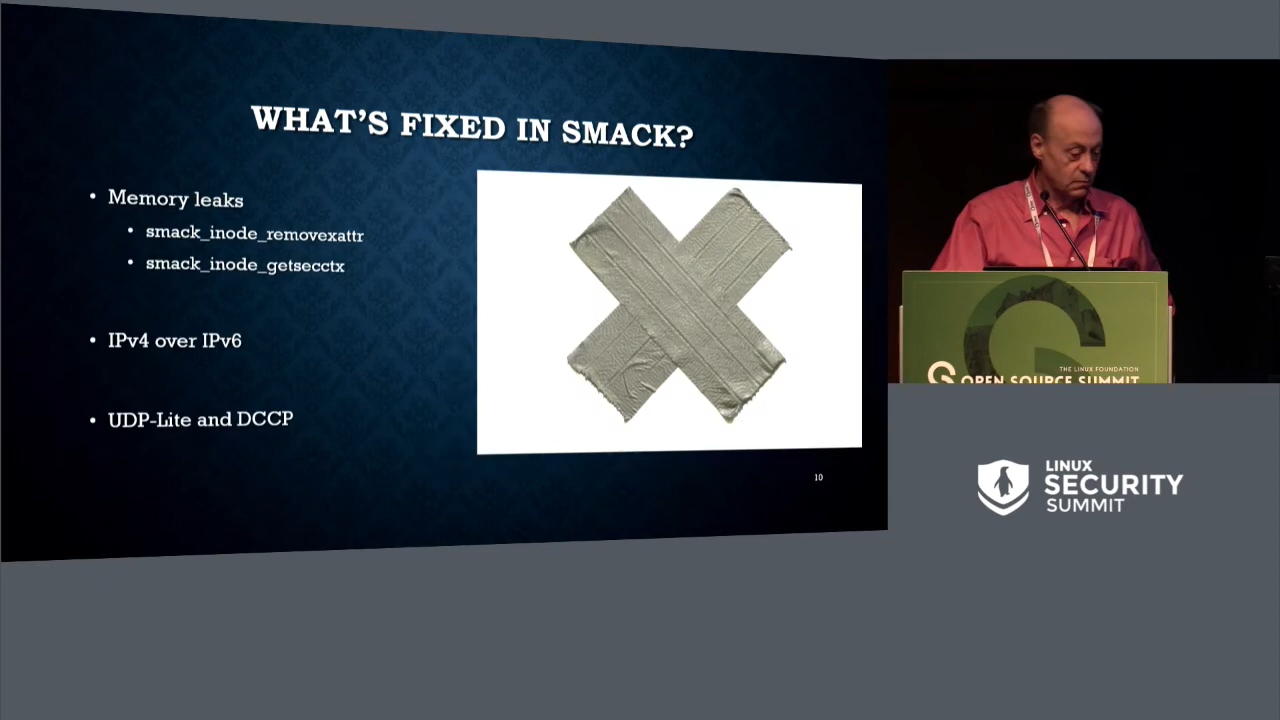 WHAT'S FIXED IN SMACK?
• Memory leaks
• smack_inode_removexattr
• smack_inode_getsecctx
• IPv4 over IPv6
• UDP-Lite and DCCP
10
THE LINUX FOUNDATION
OPEN SOURCE SUMMIT
LINUX
SECURITY
SUMMIT